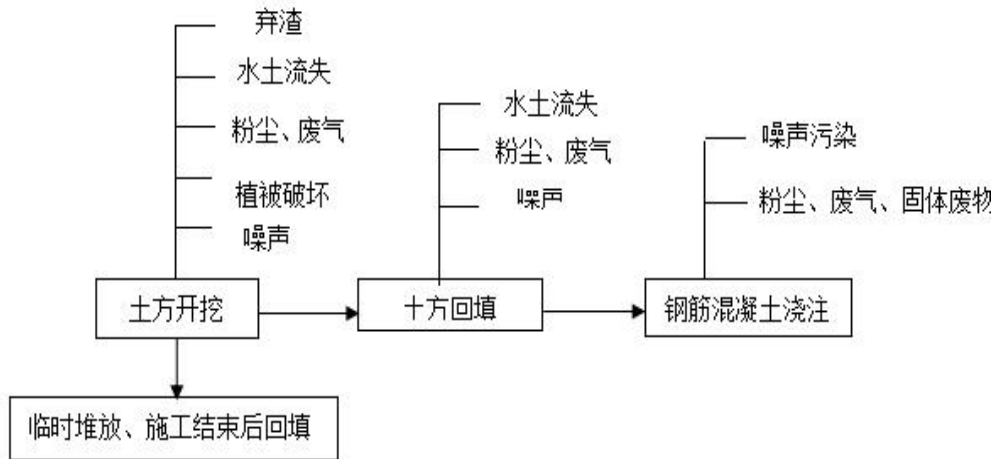 弃渣
水土流失
粉尘、废气
植被破坏
噪声
水土流失
粉尘、废气
噪声
噪声污染
粉尘、废气、固体废物
土方开挖
十方回填
钢筋混凝土浇注
临时堆放、施工结束后回填